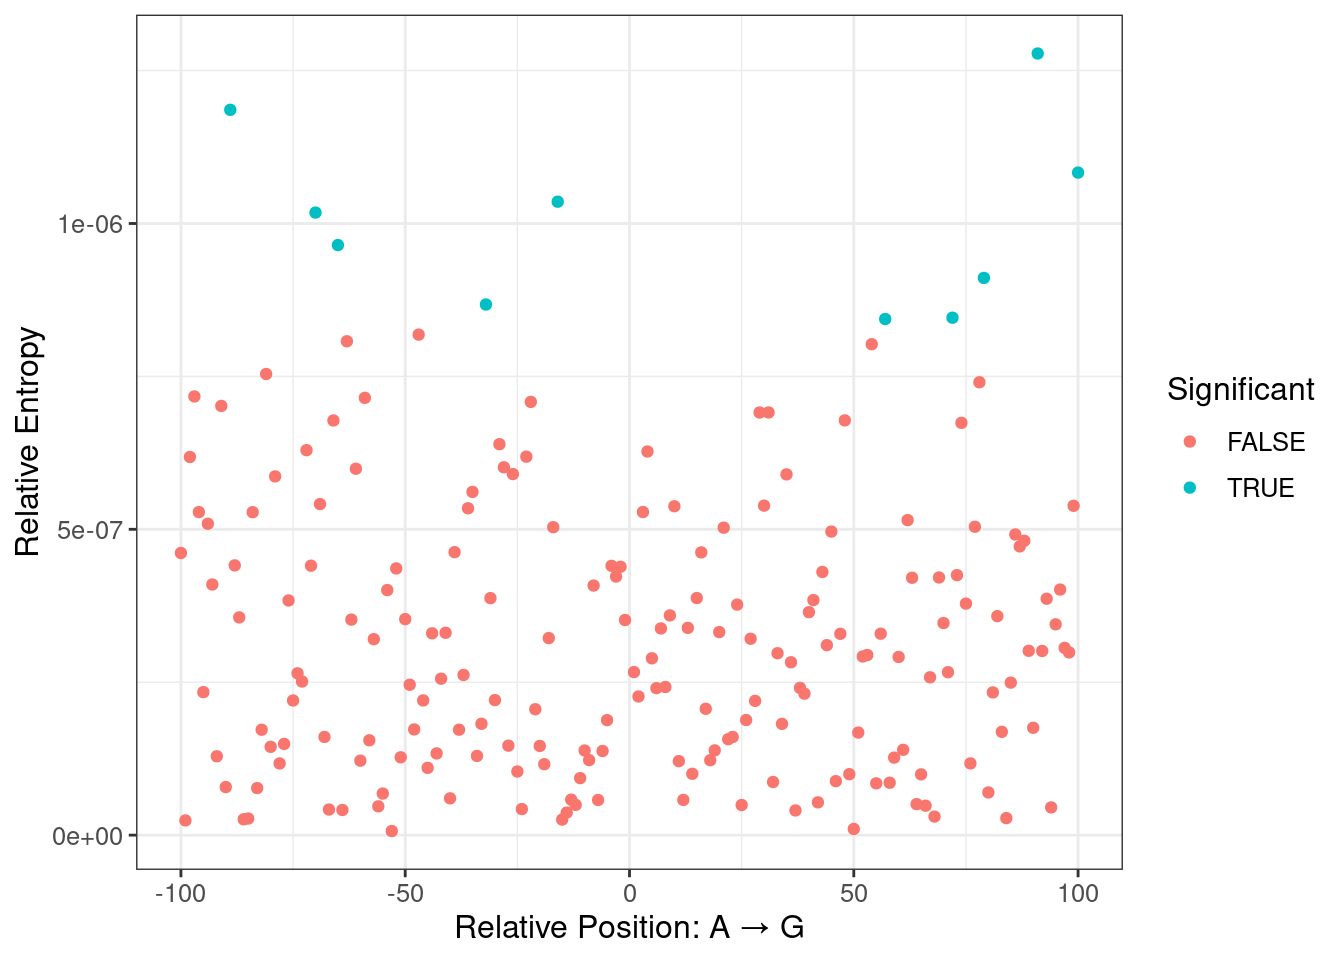 1e-06
5e-07
0e+00
Relative Entropy
-100
-50
0
50
100
Relative Position: A → G
Significant
FALSE
TRUE